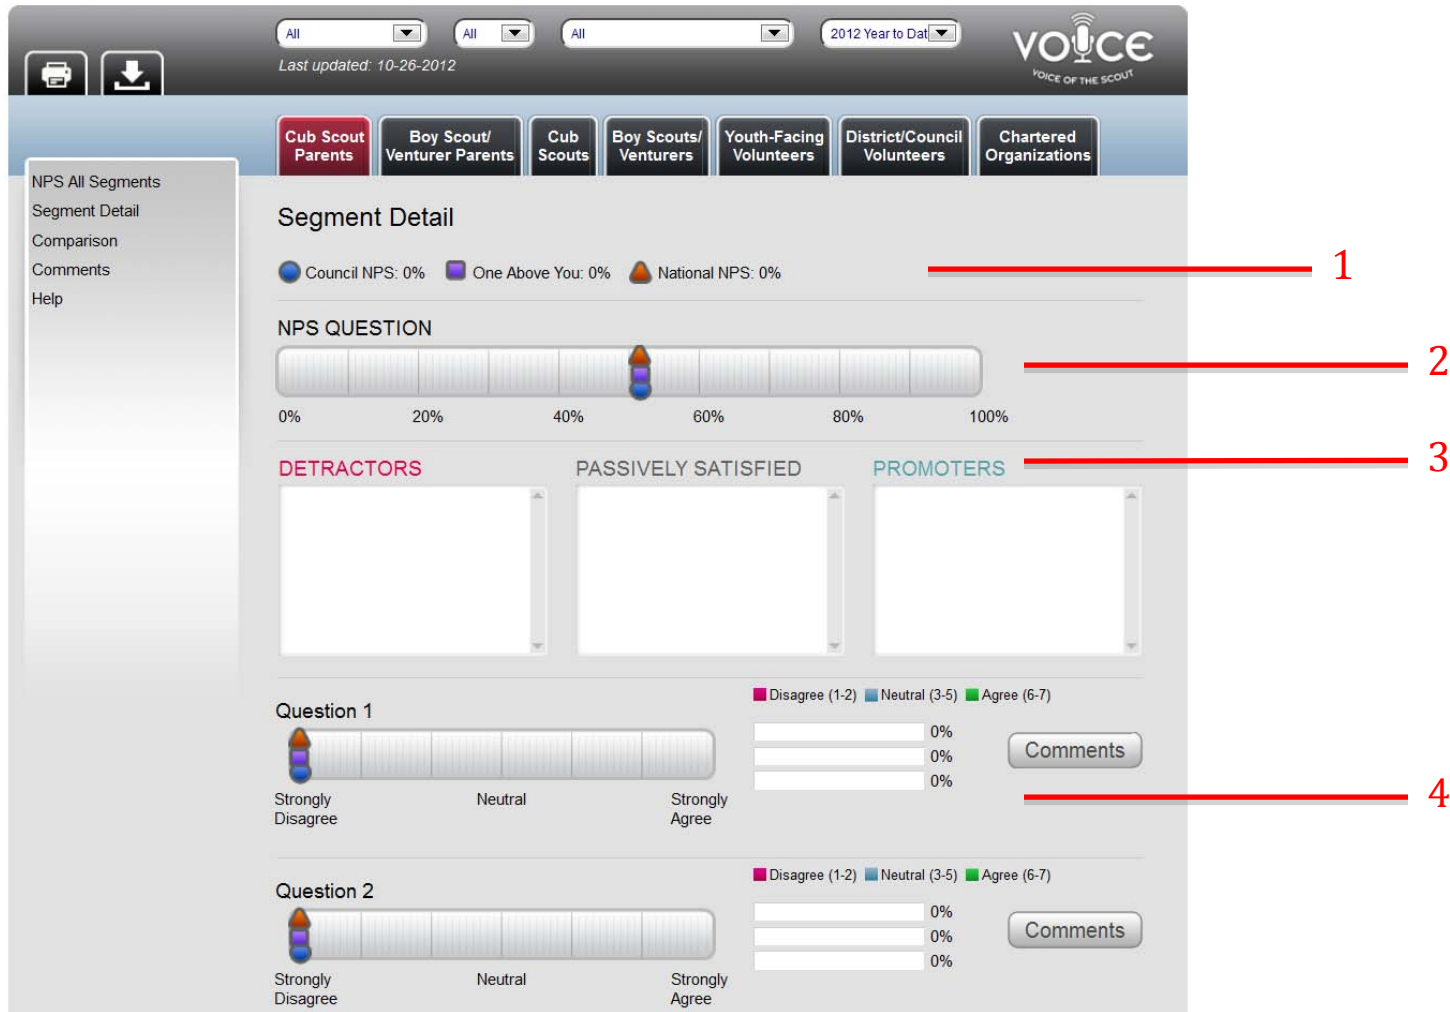 All
All
All
2012 Year to Dat
Last updated: 10-26-2012
VOICE
VOICE OF THE SCOUT
Cub Scout
Parents
Boy Scout/
Venturer Parents
Cub
Scouts
Boy Scouts/
Venturers
Youth-Facing
Volunteers
District/Council
Volunteers
Chartered
Organizations
NPS All Segments
Segment Detail
Comparison
Comments
Help
Segment Detail
Council NPS: 0% One Above You: 0% National NPS: 0%
1
NPS QUESTION
2
0% 20% 40% 60% 80% 100%
DETRACTORS PASSIVELY SATISFIED PROMOTERS
3
Question 1
Disagree (1-2) Neutral (3-5) Agree (6-7)
0%
0%
0%
Comments
Strongly
Disagree
Neutral
Strongly
Agree
4
Question 2
Disagree (1-2) Neutral (3-5) Agree (6-7)
0%
0%
0%
Comments
Strongly
Disagree
Neutral
Strongly
Agree